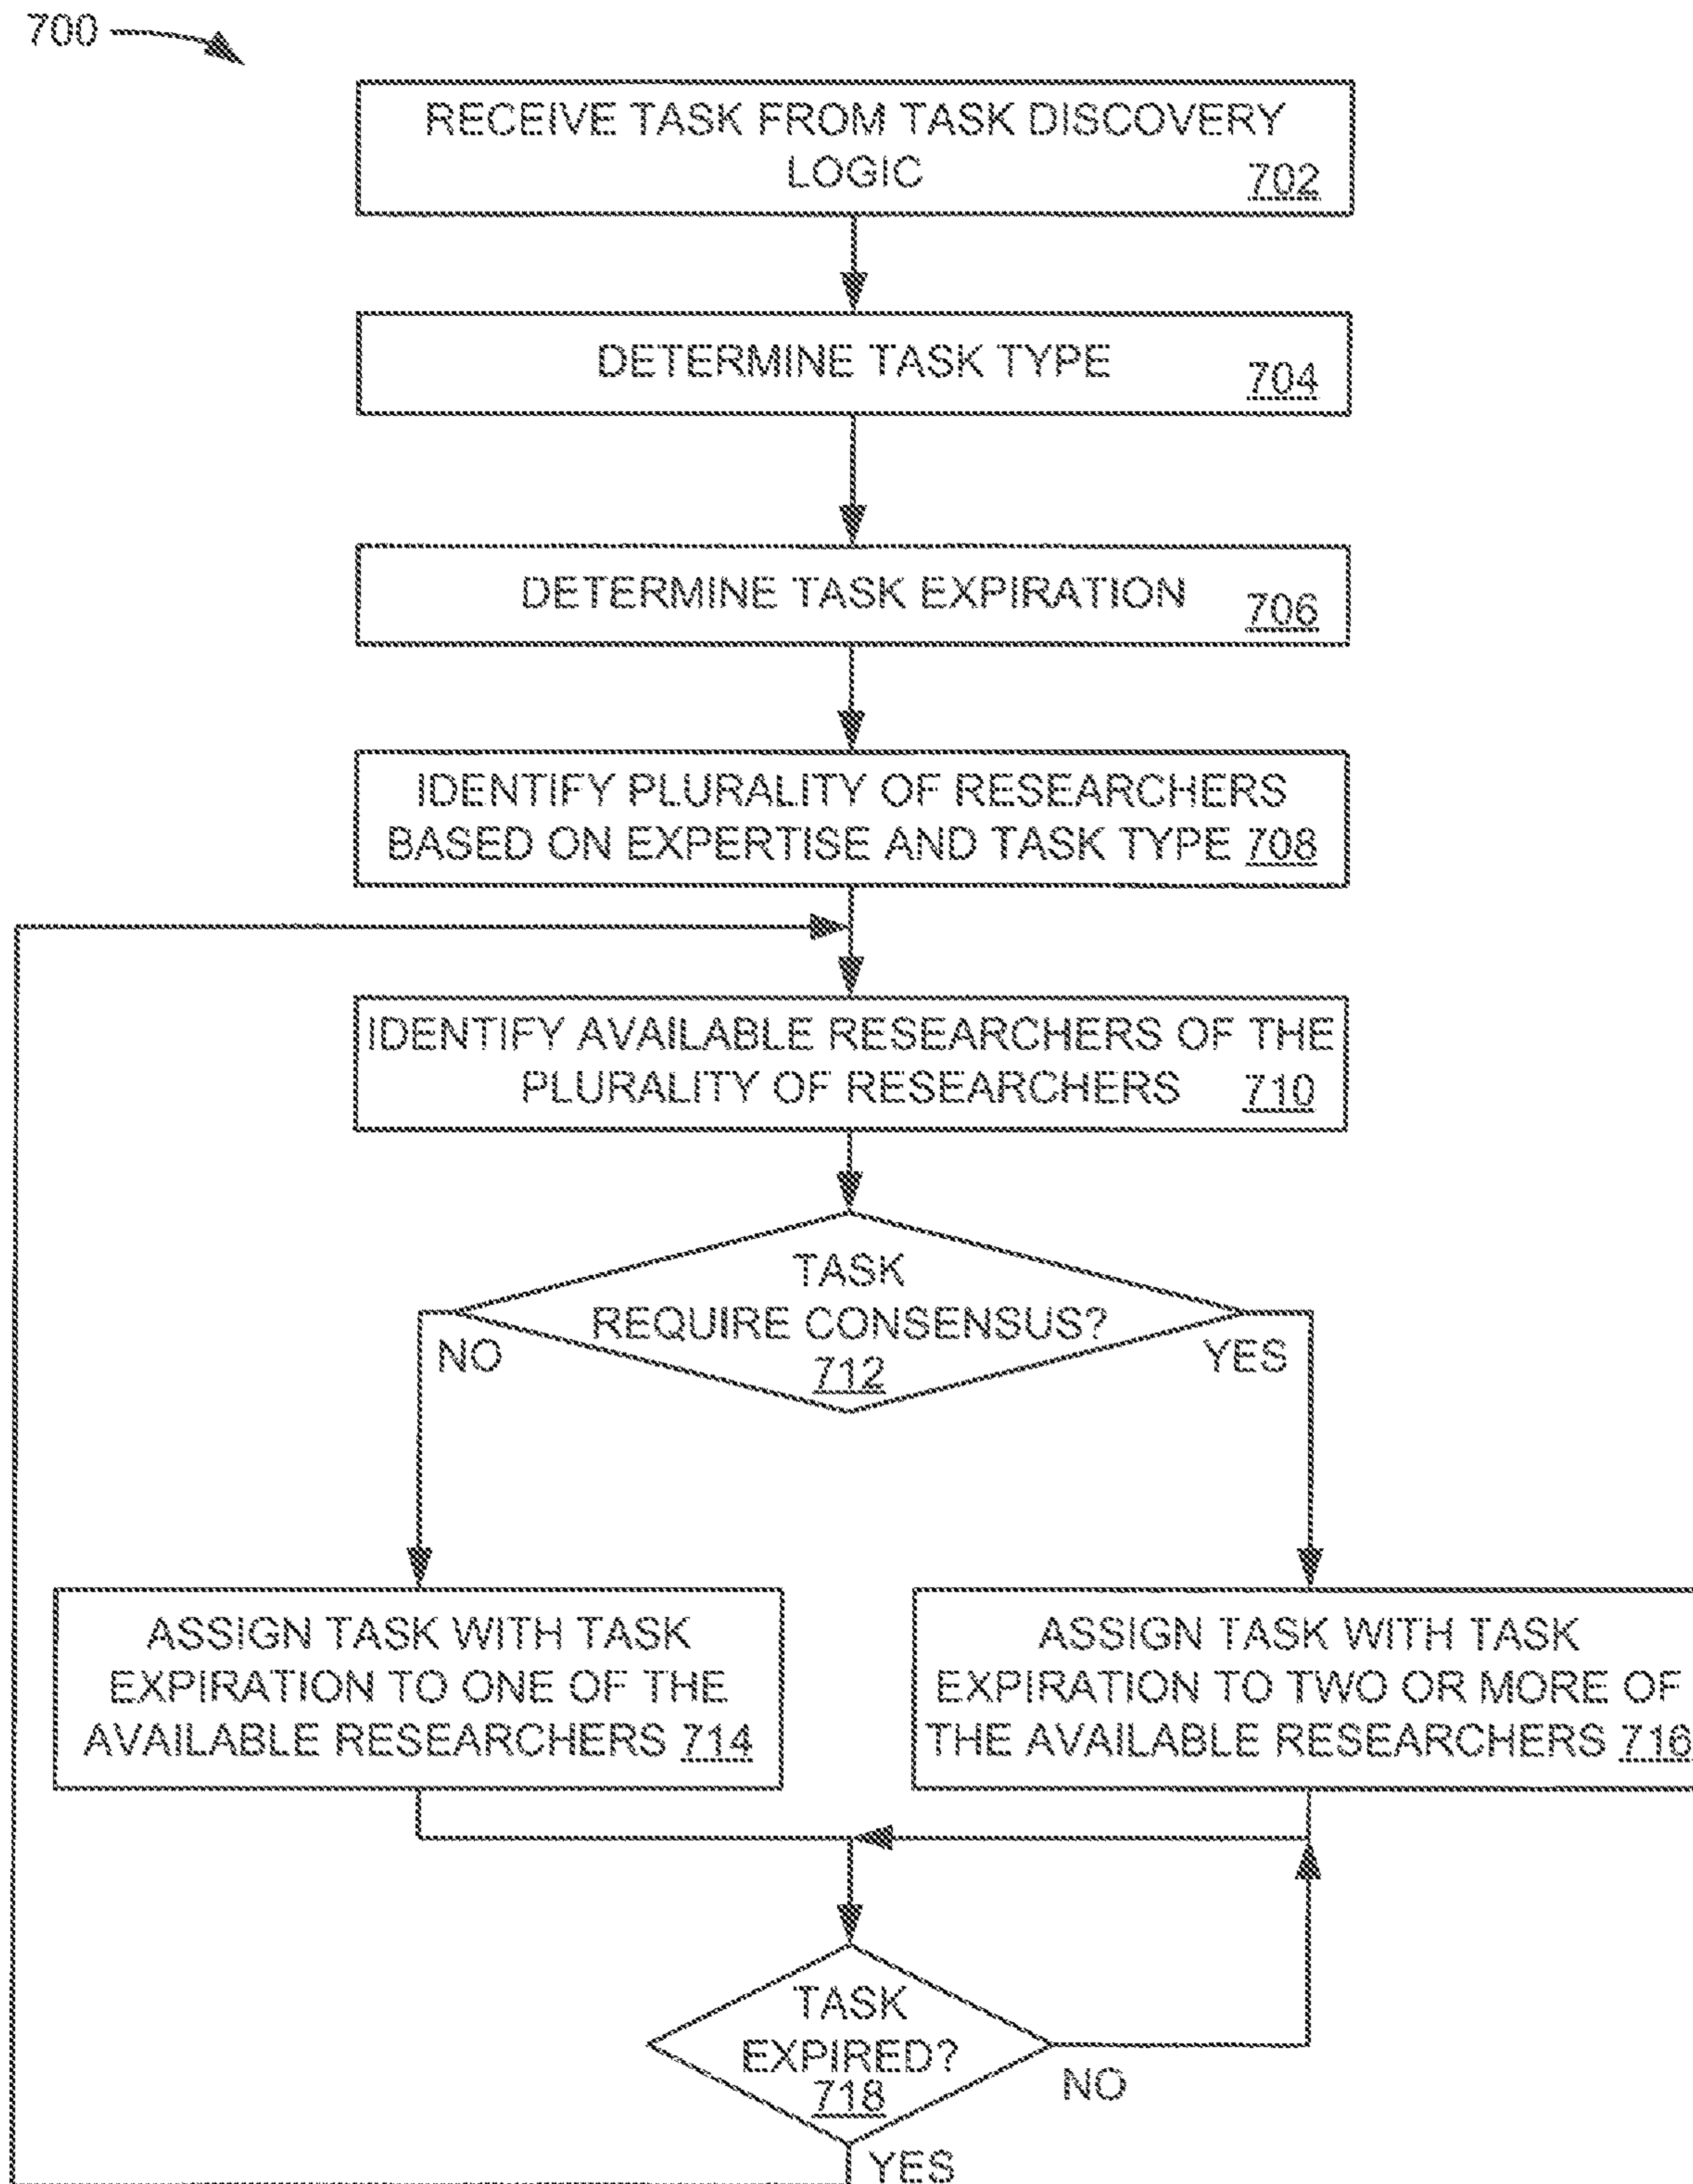 700
RECEIVE TASK FROM TASK DISCOVERY
LOGIC 702
DETERMINE TASK TYPE 704
DETERMINE TASK EXPIRATION 706
IDENTIFY PLURALITY OF RESEARCHERS
BASED ON EXPERTISE AND TASK TYPE 708
IDENTIFY AVAILABLE RESEARCHERS OF THE
PLURALITY OF RESEARCHERS 710
TASK
REQUIRE CONSENSUS?
712
NO
YES
ASSIGN TASK WITH TASK
EXPIRATION TO ONE OF THE
AVAILABLE RESEARCHERS 714
ASSIGN TASK WITH TASK
EXPIRATION TO TWO OR MORE OF
THE AVAILABLE RESEARCHERS 716
TASK
EXPIRED?
718
NO
YES